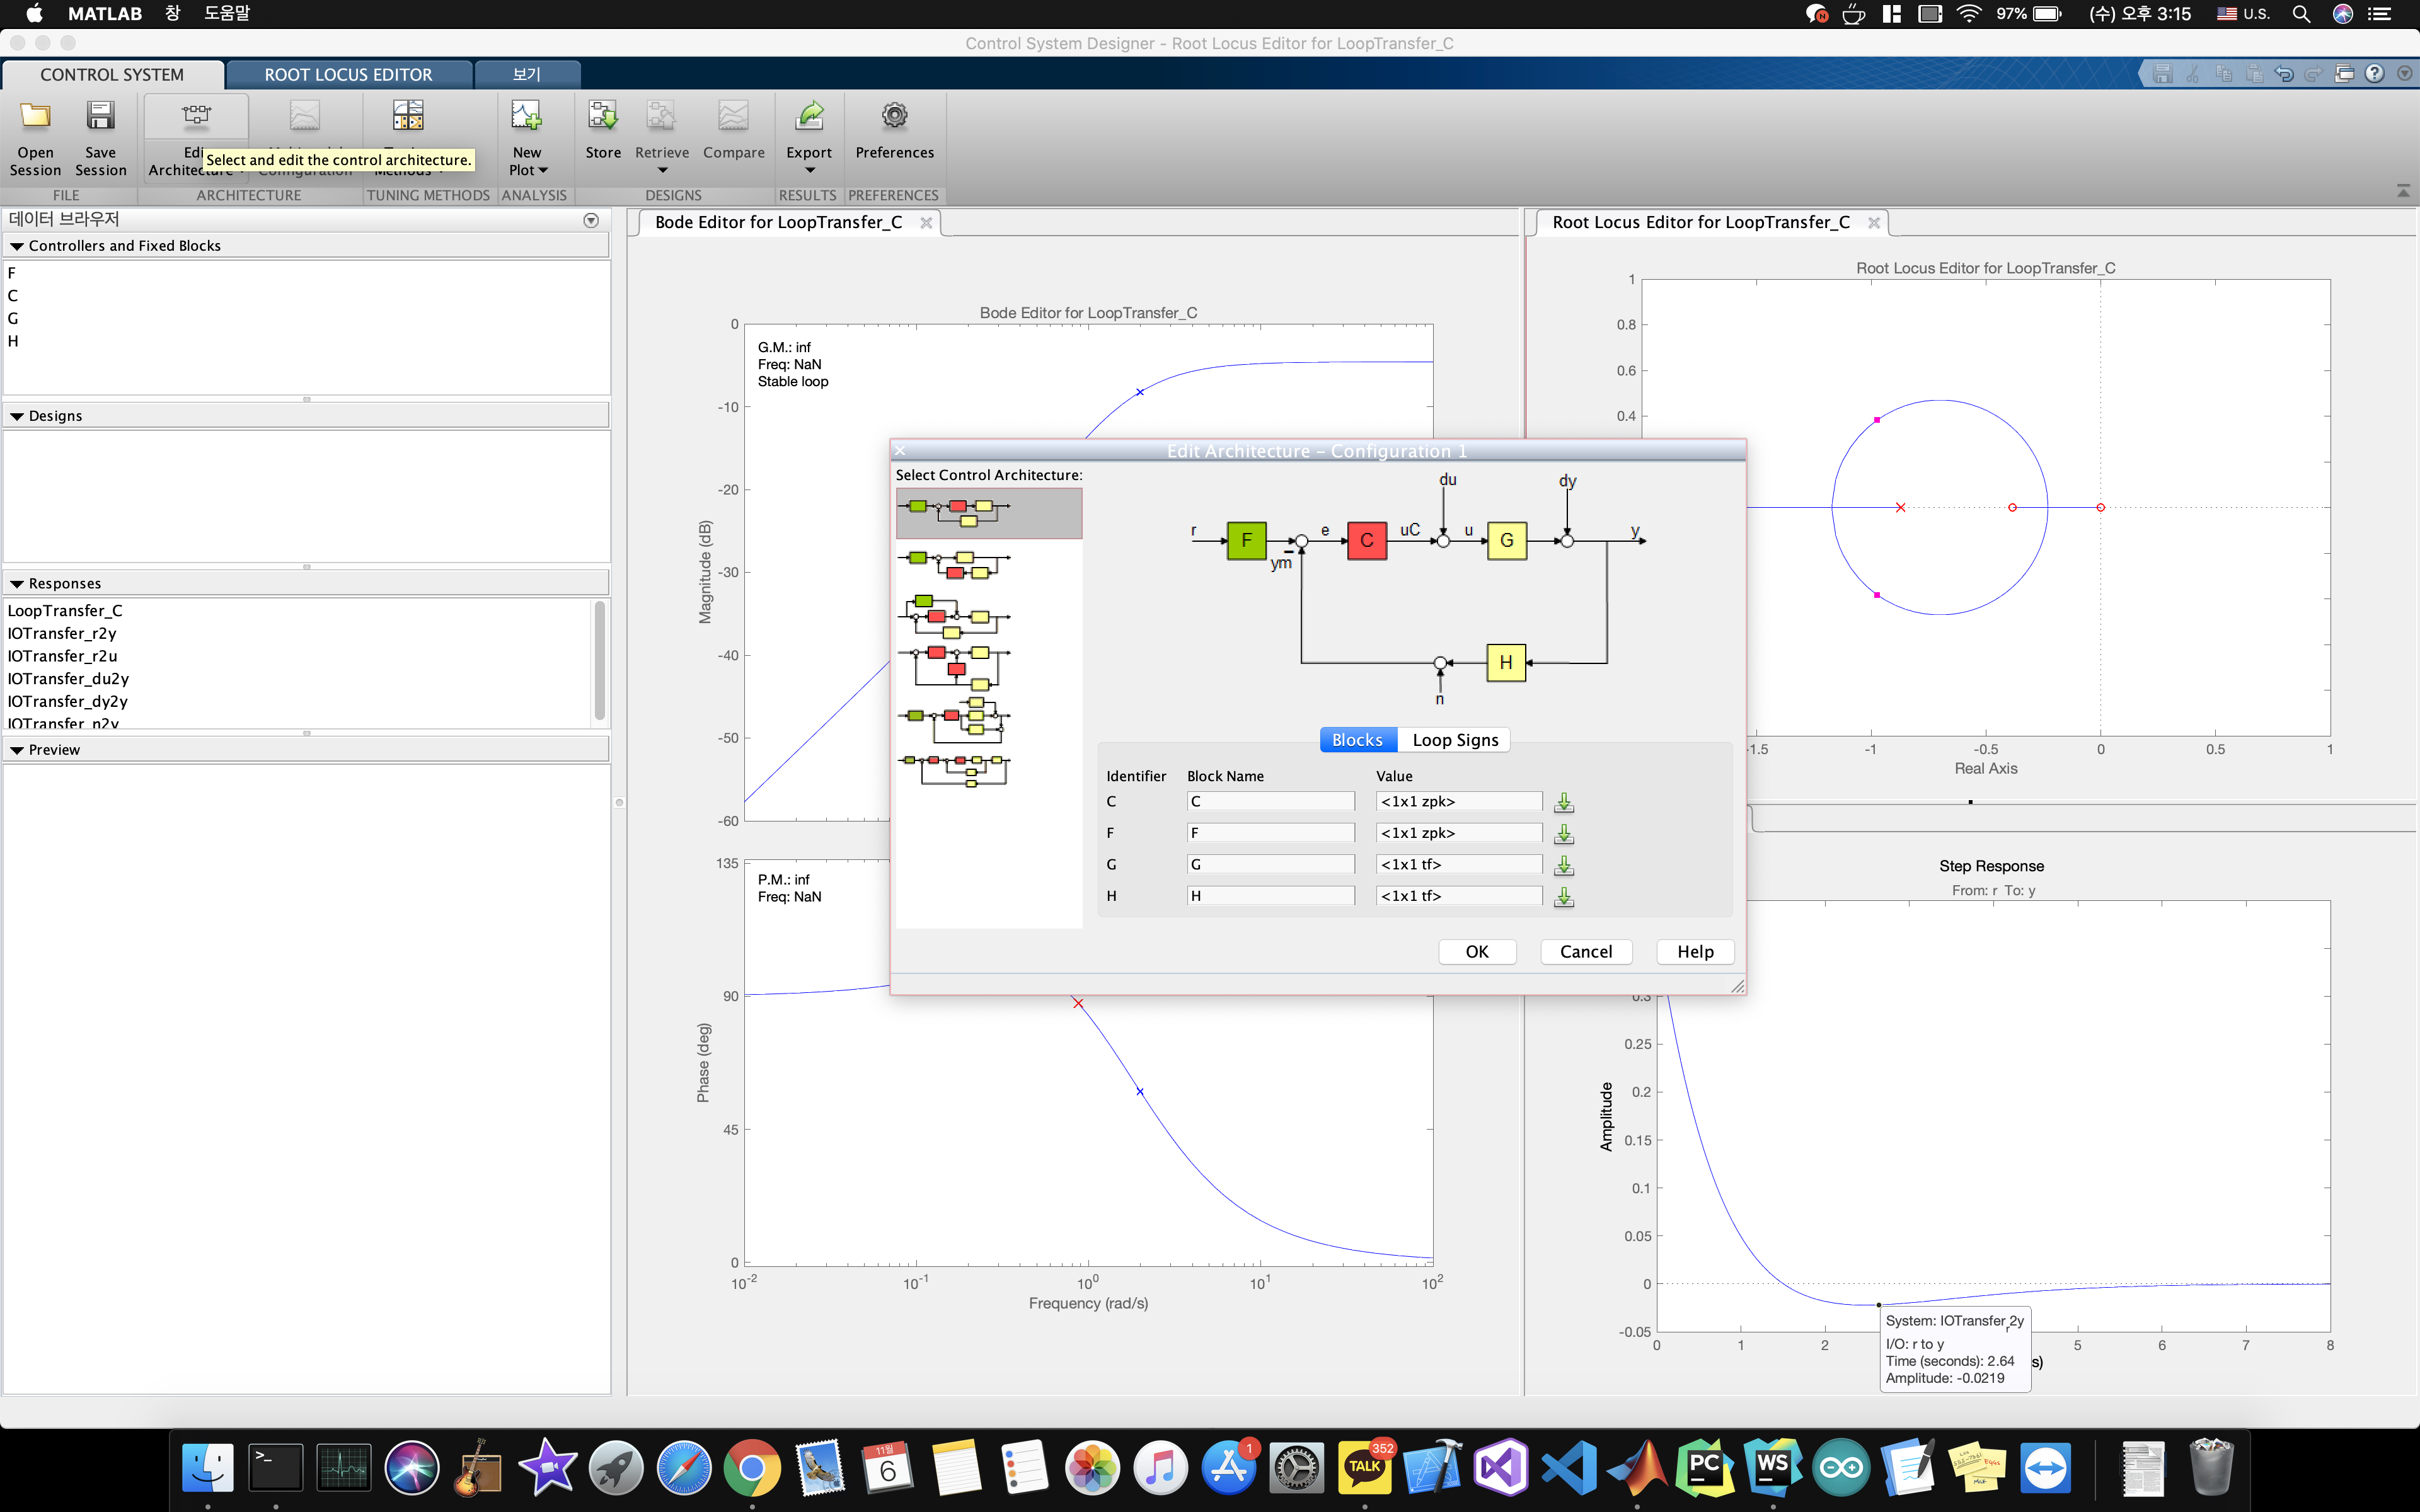 MATLAB 창 도움말
97% (수) 오후 3:15 U.S.
Control System Designer - Root Locus Editor for LoopTransfer_C
CONTROL SYSTEM ROOT LOCUS EDITOR 보기
Open Session
Save Session
Edit Architecture
Select and edit the control architecture.
Configuration
Methods
New Plot
Store
Retrieve
Compare
Export
Preferences
FILE ARCHITECTURE TUNING METHODS ANALYSIS DESIGNS RESULTS PREFERENCES
데이터 브라우저
Controllers and Fixed Blocks
F
C
G
H
Designs
Responses
LoopTransfer_C
IOTransfer_r2y
IOTransfer_r2u
IOTransfer_du2y
IOTransfer_dy2y
IOTransfer_n2y
Preview
Bode Editor for LoopTransfer_C
Bode Editor for LoopTransfer_C
G.M.: inf
Freq: NaN
Stable loop
0
-10
-20
-30
-40
-50
-60
Magnitude (dB)
P.M.: inf
Freq: NaN
135
90
45
0
Phase (deg)
10-2 10-1 100 101 102
Frequency (rad/s)
Root Locus Editor for LoopTransfer_C
Root Locus Editor for LoopTransfer_C
1
0.8
0.6
0.4
-1.5 -1 -0.5 0 0.5 1
Real Axis
Edit Architecture - Configuration 1
Select Control Architecture:
du dy
r F e C uC u G y
ym
H
n
Blocks Loop Signs
Identifier Block Name Value
C C <1x1 zpk>
F F <1x1 zpk>
G G <1x1 tf>
H H <1x1 tf>
OK Cancel Help
Step Response
From: r To: y
0.3
0.25
0.2
0.15
0.1
0.05
0
-0.05
Amplitude
0 1 2 5 6 7 8
s)
System: IOTransfer_r2y
I/O: r to y
Time (seconds): 2.64
Amplitude: -0.0219
11월
6
1
TALK
352
PC
WS